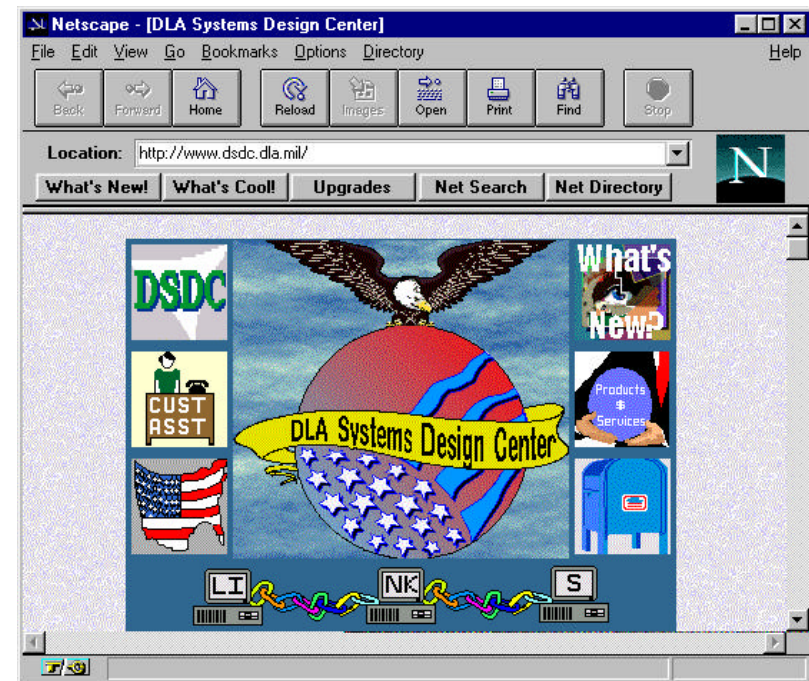 Netscape - [DLA Systems Design Center]
File Edit View Go Bookmarks Options Directory Help
Back Forward Home Reload Images Open Print Find Stop
Location: http://www.dsdc.dla.mil/
What's New! What's Cool! Upgrades Net Search Net Directory
N
DSDC
What's
New?
CUST
ASST
Products
$
Services
DLA Systems Design Center
LI NK S